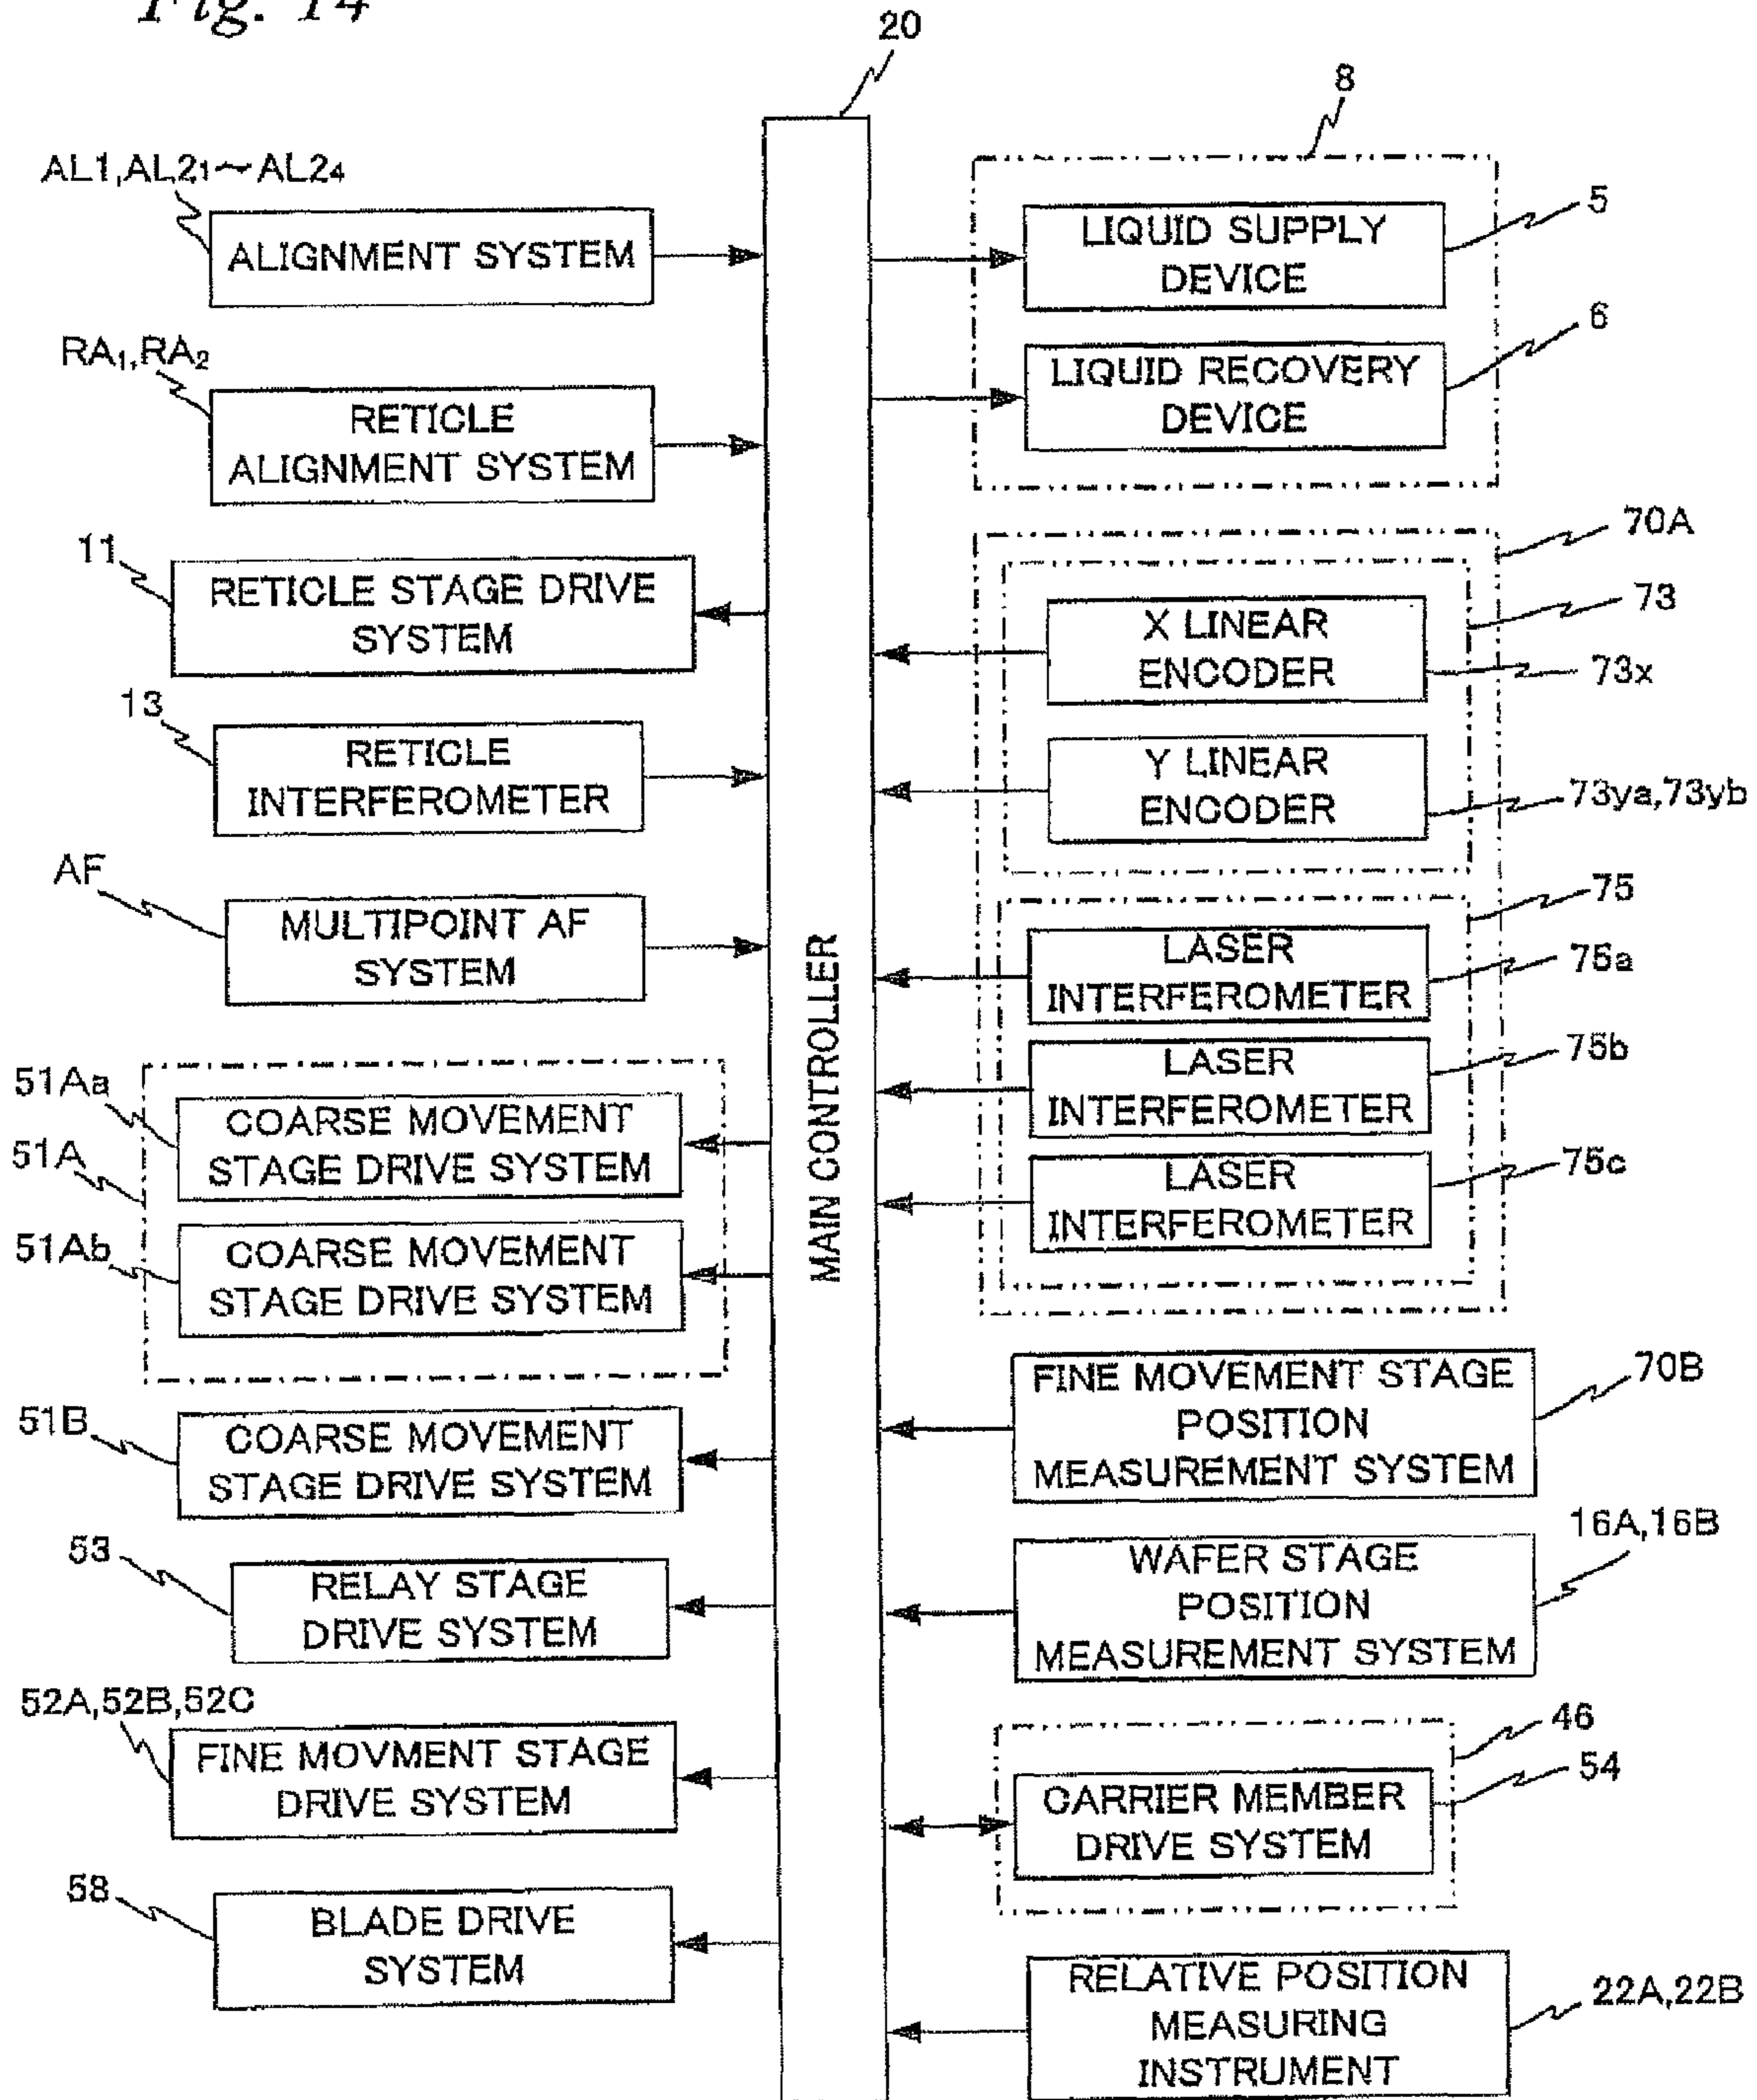 Fig. 14
20
8
AL1,AL2₁~AL2₄
ALIGNMENT SYSTEM
LIQUID SUPPLY
DEVICE
5
RA₁,RA₂
RETICLE
ALIGNMENT SYSTEM
LIQUID RECOVERY
DEVICE
6
11
RETICLE STAGE DRIVE
SYSTEM
70A
73
X LINEAR
ENCODER
73x
13
RETICLE
INTERFEROMETER
Y LINEAR
ENCODER
73ya,73yb
AF
MULTIPOINT AF
SYSTEM
75
LASER
INTERFEROMETER
75a
MAIN CONTROLLER
LASER
INTERFEROMETER
75b
51Aa
COARSE MOVEMENT
STAGE DRIVE SYSTEM
51A
LASER
INTERFEROMETER
75c
51Ab
COARSE MOVEMENT
STAGE DRIVE SYSTEM
FINE MOVEMENT STAGE
POSITION
MEASUREMENT SYSTEM
70B
51B
COARSE MOVEMENT
STAGE DRIVE SYSTEM
WAFER STAGE
POSITION
MEASUREMENT SYSTEM
16A,16B
53
RELAY STAGE
DRIVE SYSTEM
52A,52B,52C
FINE MOVMENT STAGE
DRIVE SYSTEM
46
54
CARRIER MEMBER
DRIVE SYSTEM
58
BLADE DRIVE
SYSTEM
RELATIVE POSITION
MEASURING
INSTRUMENT
22A,22B